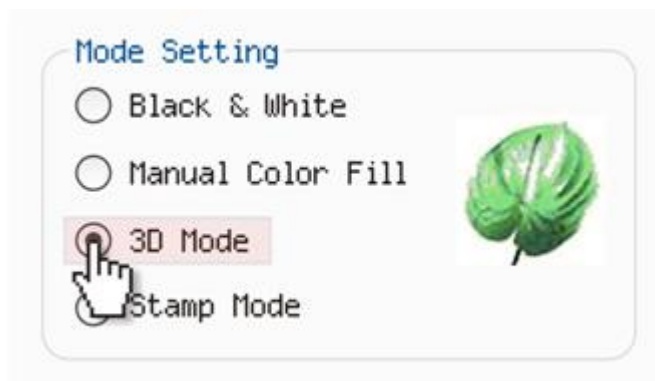 Mode Setting
Black & White
Manual Color Fill
3D Mode
Stamp Mode